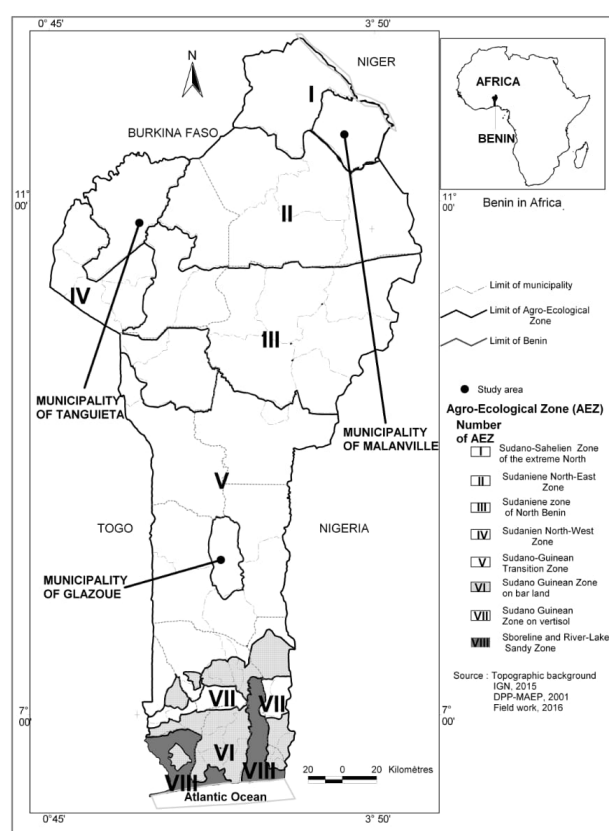 0° 45'
3° 50'
N
NIGER
I
BURKINA FASO
11°
00'
II
IV
III
MUNICIPALITY
OF TANGUIETA
MUNICIPALITY
OF MALANVILLE
V
TOGO
NIGERIA
MUNICIPALITY
OF GLAZOUE
VII
VII
7°
00'
VI
VIII
VIII
20 0 20 Kilomètres
Atlantic Ocean
0° 45'
3° 50'
AFRICA
BENIN
11°
00'
Benin in Africa
Limit of municipality
Limit of Agro-Ecological
Zone
Limit of Benin
Study area
Agro-Ecological Zone (AEZ)
Number
of AEZ
I Sudano-Sahelien Zone
of the extreme North
II Sudaniene North-East
Zone
III Sudaniene zone
of North Benin
IV Sudanien North-West
Zone
V Sudano-Guinean
Transition Zone
VI Sudano Guinean Zone
on bar land
VII Sudano Guinean
Zone on vertisol
VIII Sboreline and River-Lake
Sandy Zone
Source : Topographic background
IGN, 2015
DPP-MAEP, 2001
Field work, 2016
7°
00'